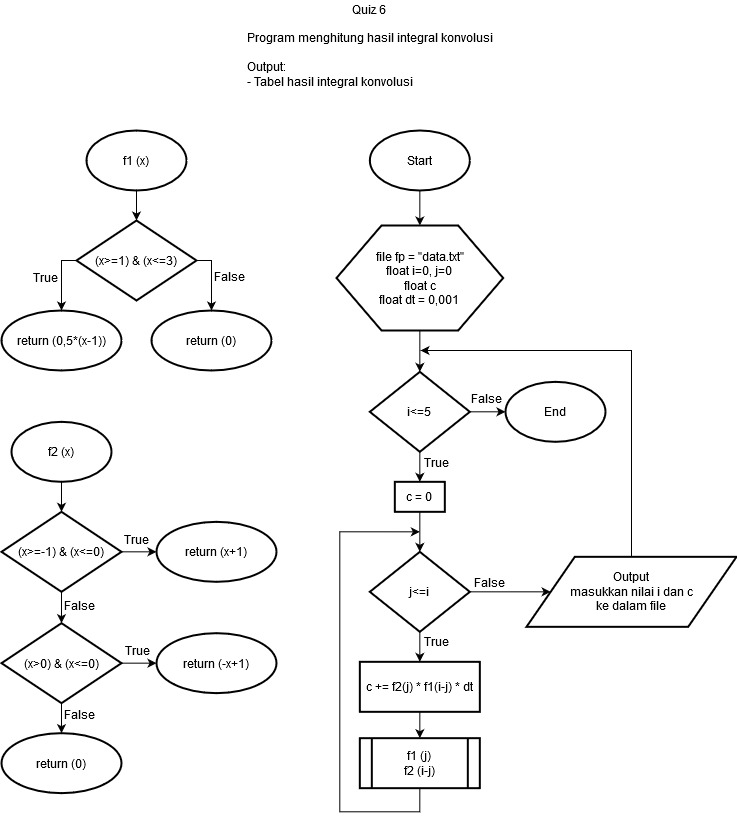 Quiz 6
Program menghitung hasil integral konvolusi
Output:
- Tabel hasil integral konvolusi
f1 (x)
(x>=1) & (x<=3)
True
False
return (0,5*(x-1))
return (0)
f2 (x)
(x>=-1) & (x<=0)
True
return (x+1)
False
(x>0) & (x<=0)
True
return (-x+1)
False
return (0)
Start
file fp = "data.txt"
float i=0, j=0
float c
float dt = 0,001
i<=5
False
End
True
c = 0
j<=i
False
Output
masukkan nilai i dan c
ke dalam file
True
c += f2(j) * f1(i-j) * dt
f1 (j)
f2 (i-j)